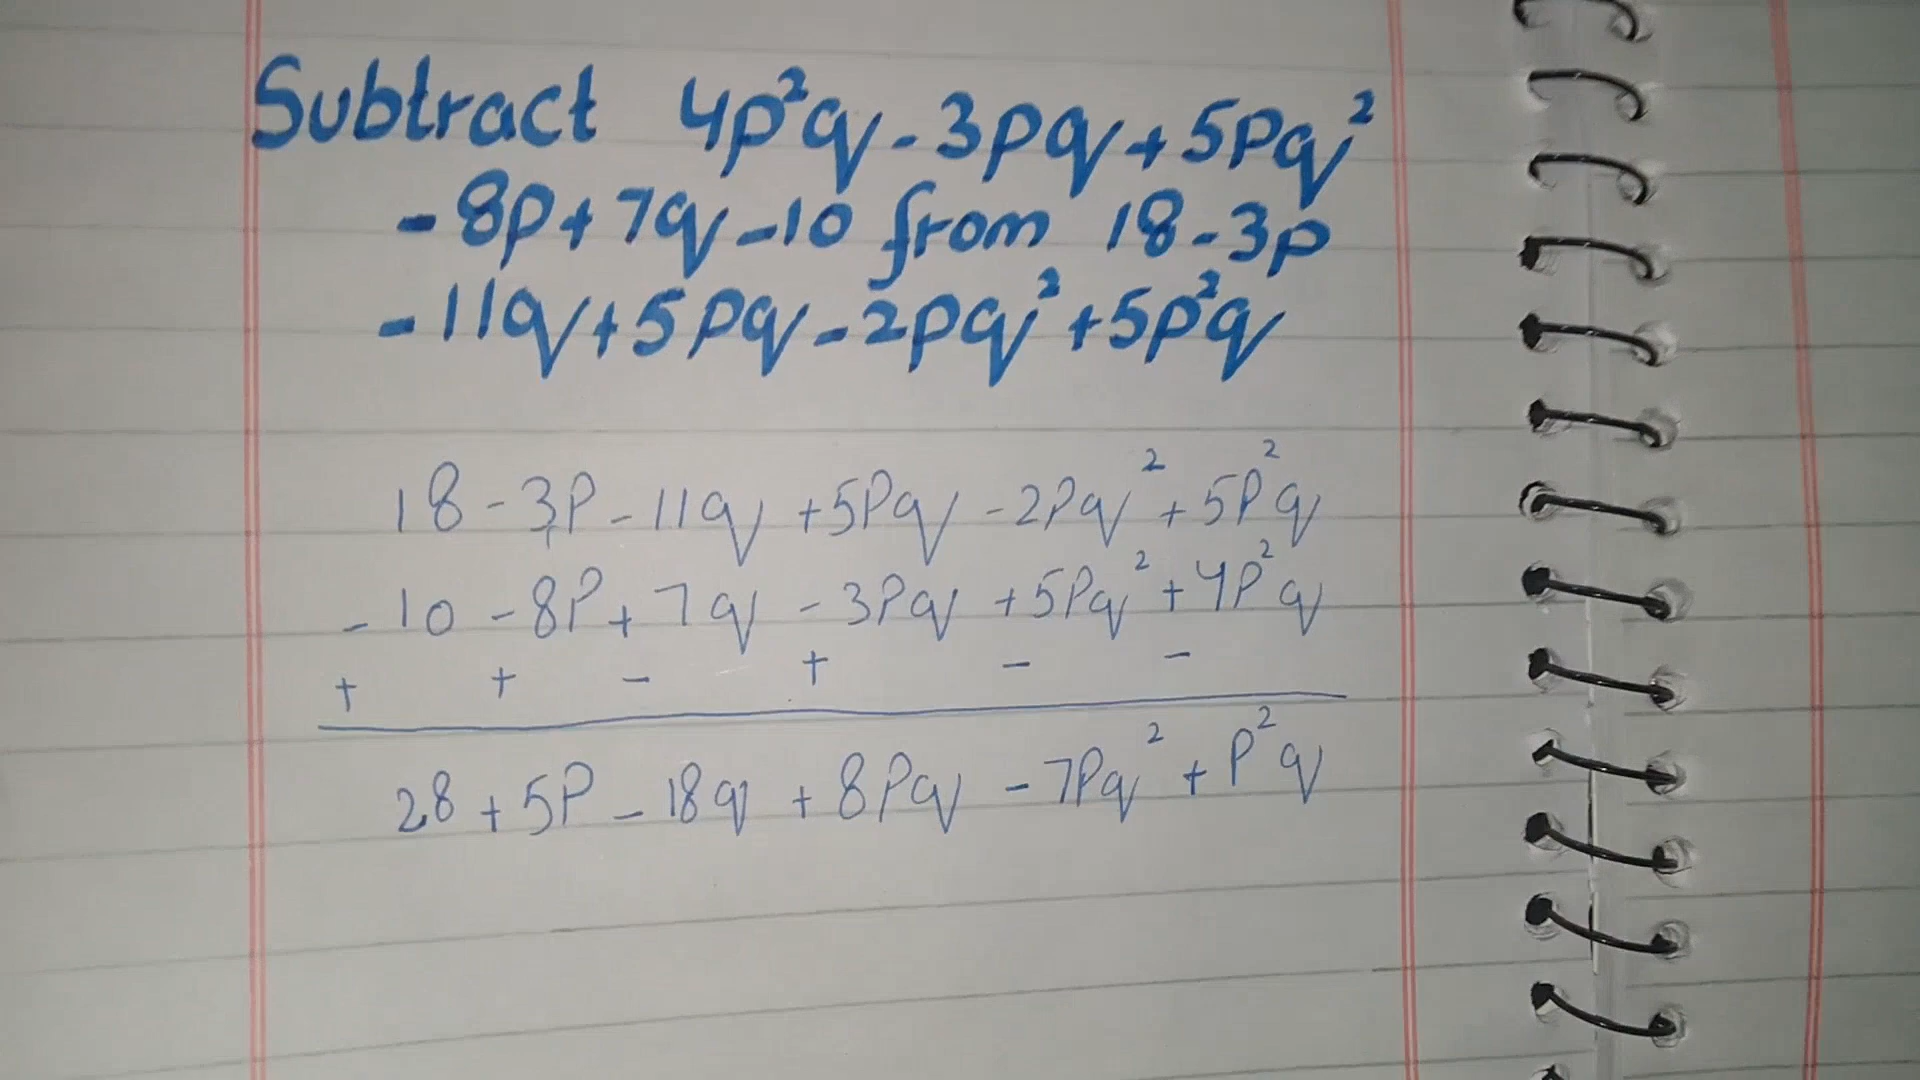 Subtract 4p²q - 3pq + 5pq²
- 8p + 7q - 10 from 18 - 3p
- 11q + 5pq - 2pq² + 5p²q
18 - 3P - 11q + 5Pq - 2Pq² + 5P²q
- 10 - 8P + 7q - 3Pq + 5Pq² + 4P²q
+ + - + - -
28 + 5P - 18q + 8Pq - 7Pq² + P²q